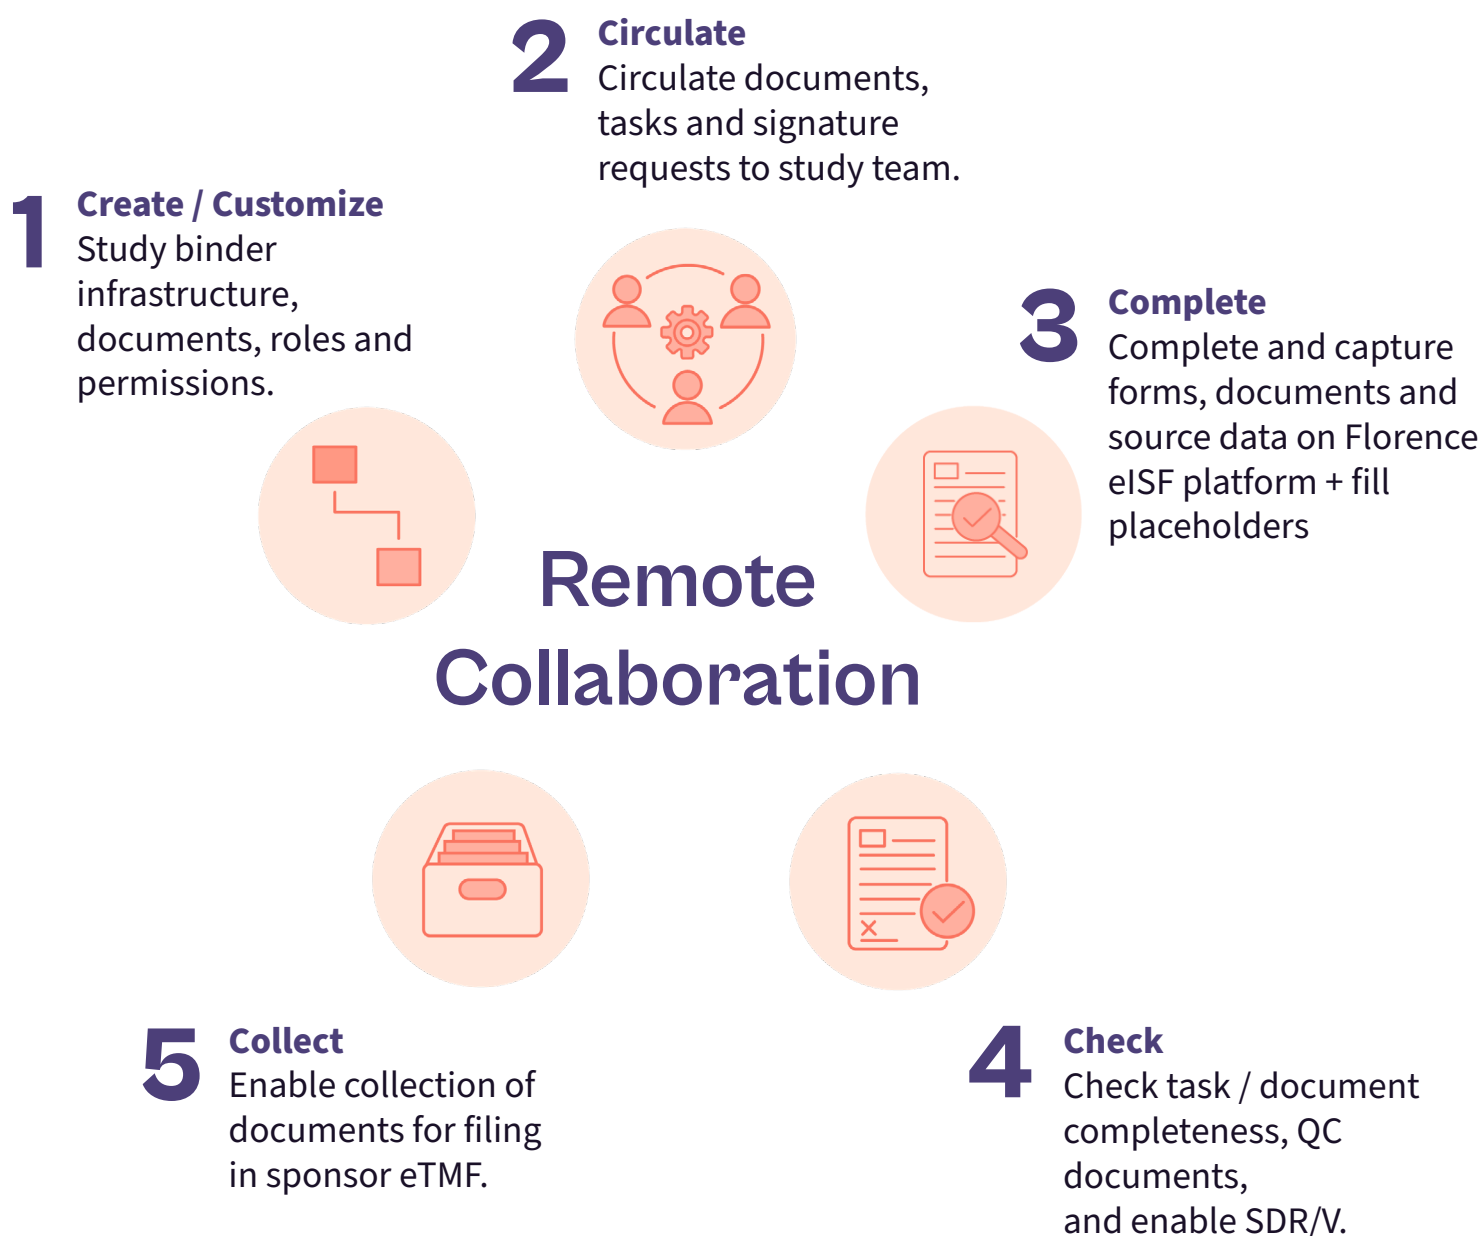 1
Create / Customize
Study binder
infrastructure,
documents, roles and
permissions.
2
Circulate
Circulate documents,
tasks and signature
requests to study team.
3
Complete
Complete and capture
forms, documents and
source data on Florence
eISF platform + fill
placeholders
Remote
Collaboration
4
Check
Check task / document
completeness, QC
documents,
and enable SDR/V.
5
Collect
Enable collection of
documents for filing
in sponsor eTMF.